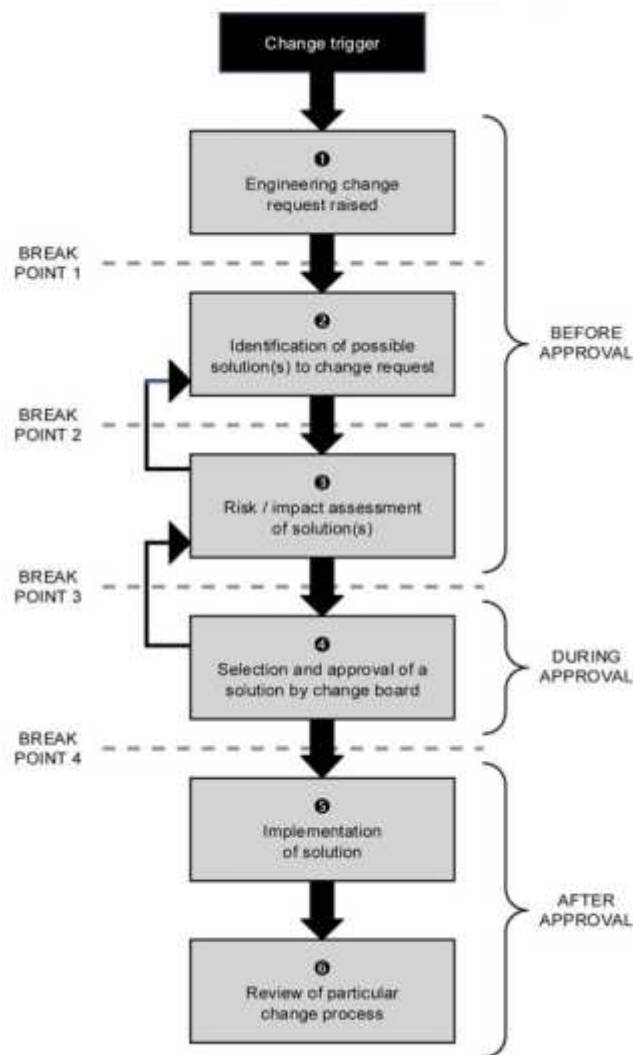 Change trigger
❶
Engineering change
request raised
BREAK
POINT 1
❷
Identification of possible
solution(s) to change request
BEFORE
APPROVAL
BREAK
POINT 2
❸
Risk / impact assessment
of solution(s)
BREAK
POINT 3
❹
Selection and approval of a
solution by change board
DURING
APPROVAL
BREAK
POINT 4
❺
Implementation
of solution
AFTER
APPROVAL
❻
Review of particular
change process